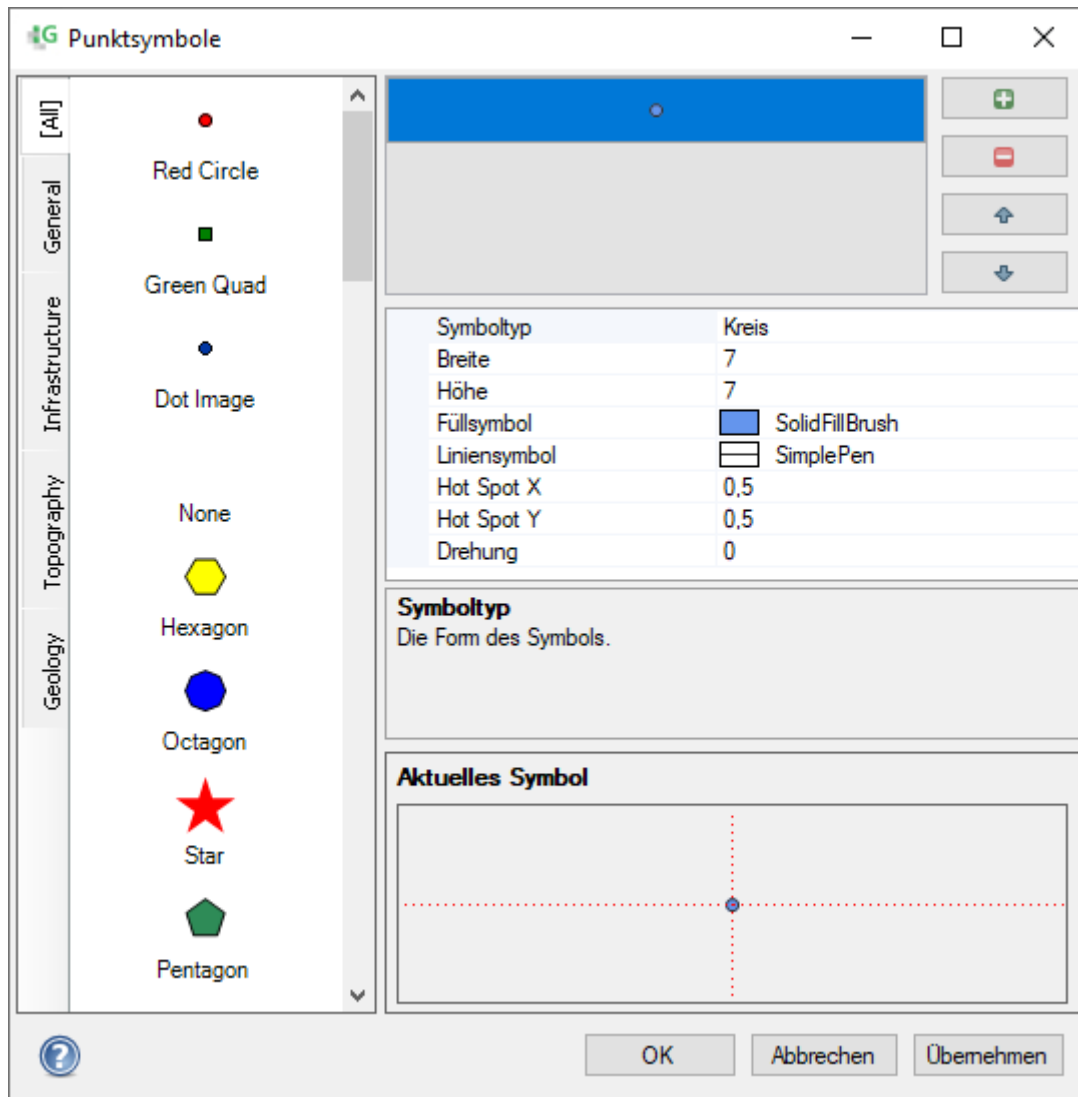 Punktsymbole
[All]
General
Infrastructure
Topography
Geology
Red Circle
Green Quad
Dot Image
None
Hexagon
Octagon
Star
Pentagon
Symboltyp Kreis
Breite 7
Höhe 7
Füllsymbol SolidFillBrush
Liniensymbol SimplePen
Hot Spot X 0,5
Hot Spot Y 0,5
Drehung 0
Symboltyp
Die Form des Symbols.
Aktuelles Symbol
OK Abbrechen Übernehmen